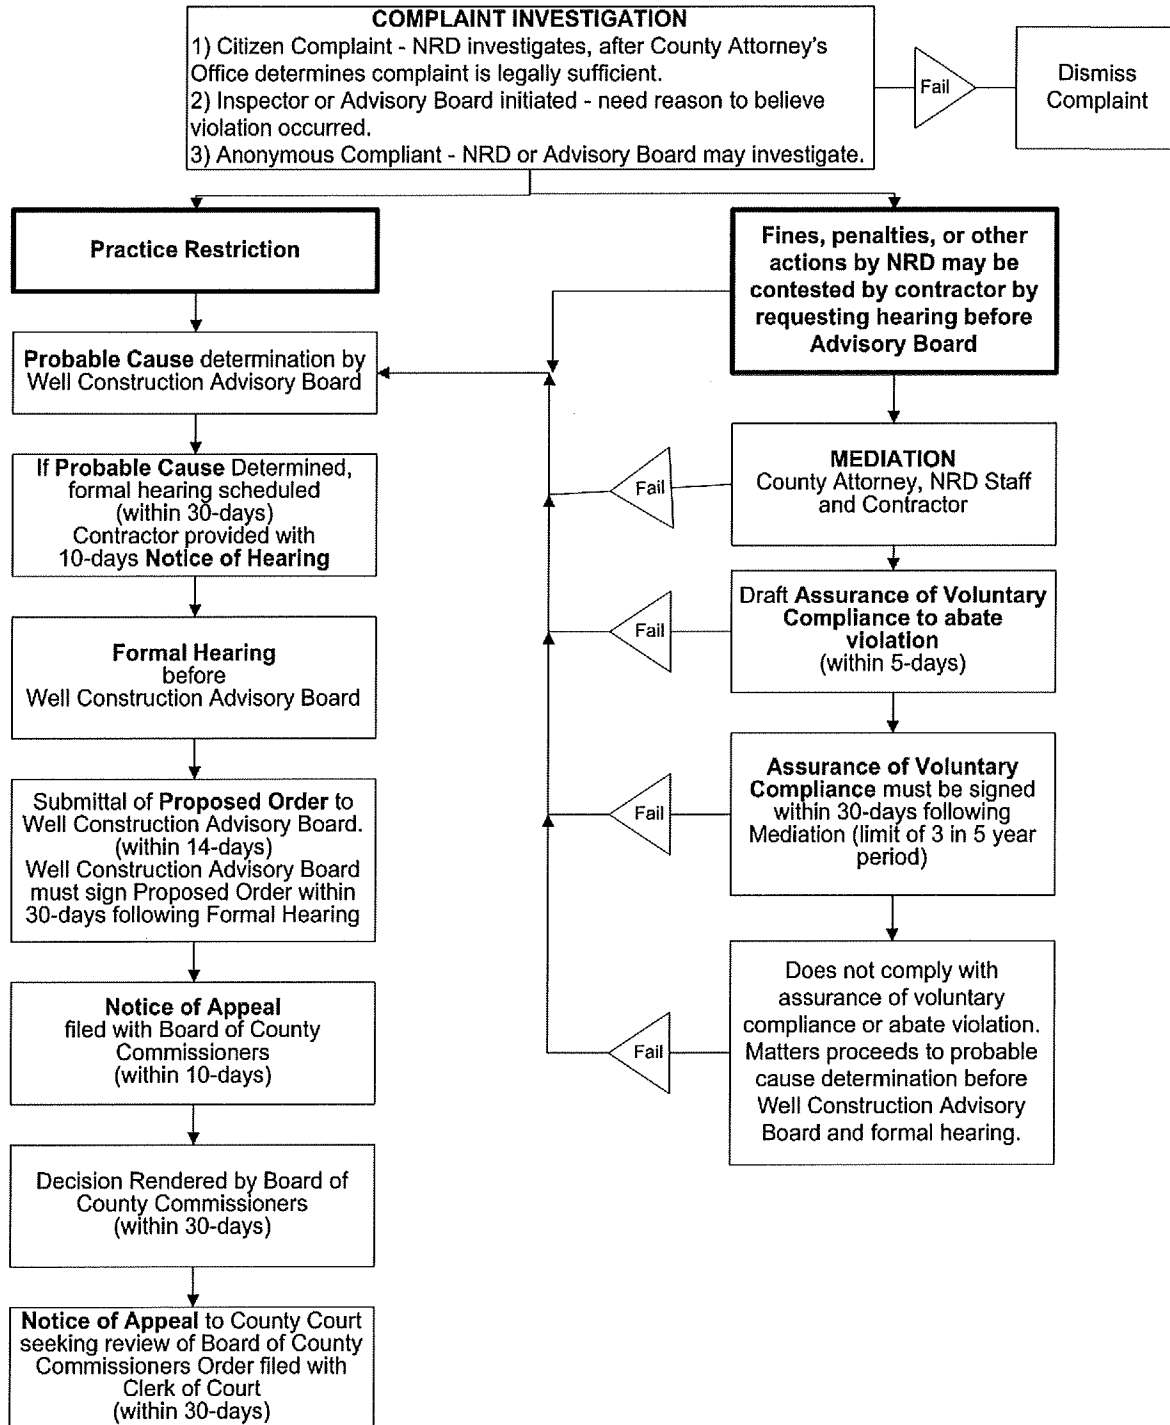 COMPLAINT INVESTIGATION
1) Citizen Complaint - NRD investigates, after County Attorney's
Office determines complaint is legally sufficient.
2) Inspector or Advisory Board initiated - need reason to believe
violation occurred.
3) Anonymous Compliant - NRD or Advisory Board may investigate.
Fail
Dismiss
Complaint
Practice Restriction
Probable Cause determination by
Well Construction Advisory Board
If Probable Cause Determined,
formal hearing scheduled
(within 30-days)
Contractor provided with
10-days Notice of Hearing
Formal Hearing
before
Well Construction Advisory Board
Submittal of Proposed Order to
Well Construction Advisory Board.
(within 14-days)
Well Construction Advisory Board
must sign Proposed Order within
30-days following Formal Hearing
Notice of Appeal
filed with Board of County
Commissioners
(within 10-days)
Decision Rendered by Board of
County Commissioners
(within 30-days)
Notice of Appeal to County Court
seeking review of Board of County
Commissioners Order filed with
Clerk of Court
(within 30-days)
Fines, penalties, or other
actions by NRD may be
contested by contractor by
requesting hearing before
Advisory Board
MEDIATION
County Attorney, NRD Staff
and Contractor
Fail
Draft Assurance of Voluntary
Compliance to abate
violation
(within 5-days)
Fail
Assurance of Voluntary
Compliance must be signed
within 30-days following
Mediation (limit of 3 in 5 year
period)
Fail
Does not comply with
assurance of voluntary
compliance or abate violation.
Matters proceeds to probable
cause determination before
Well Construction Advisory
Board and formal hearing.
Fail